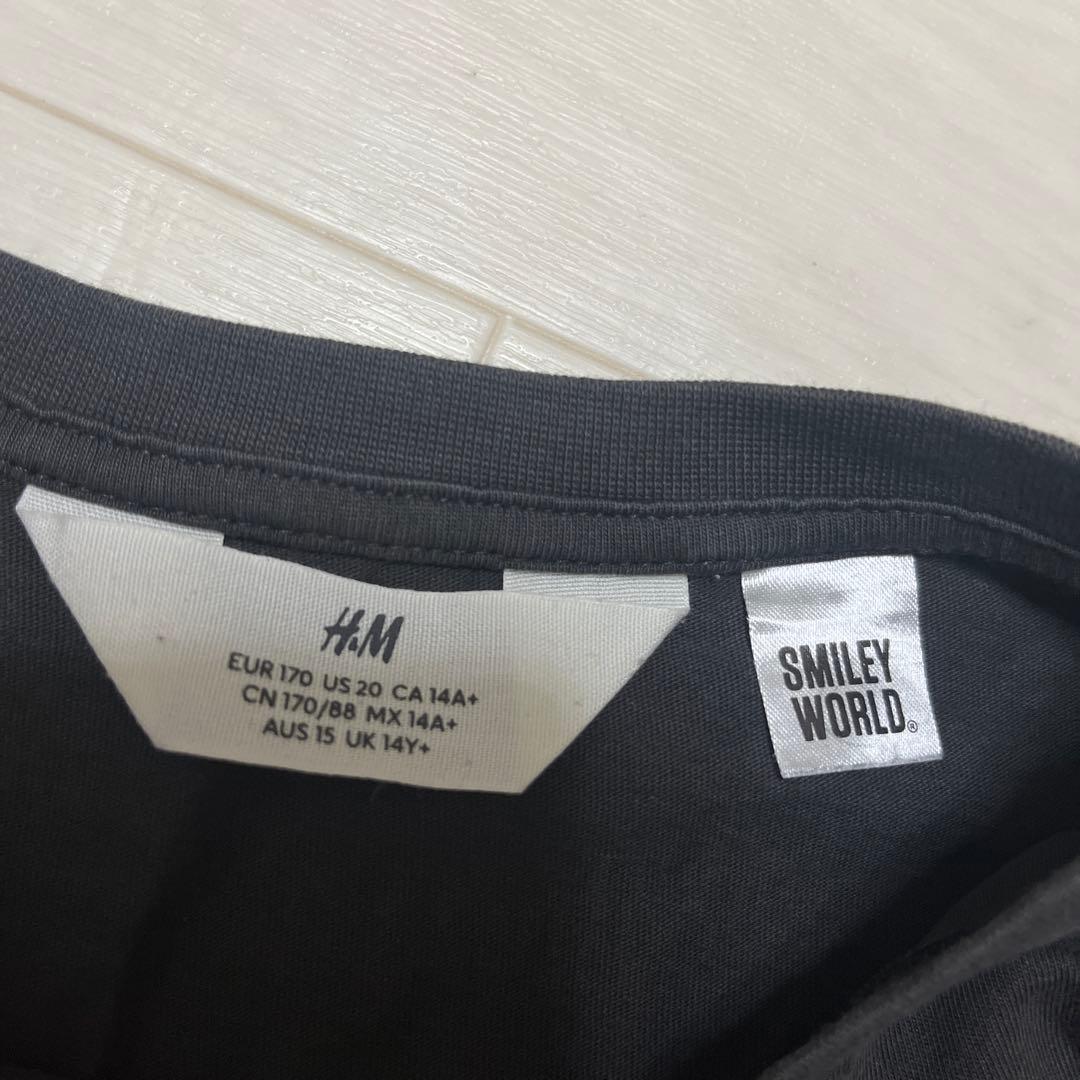 H&M
EUR 170 US 20 CA 14A+
CN 170/88 MX 14A+
AUS 15 UK 14Y+
SMILEY
WORLD®